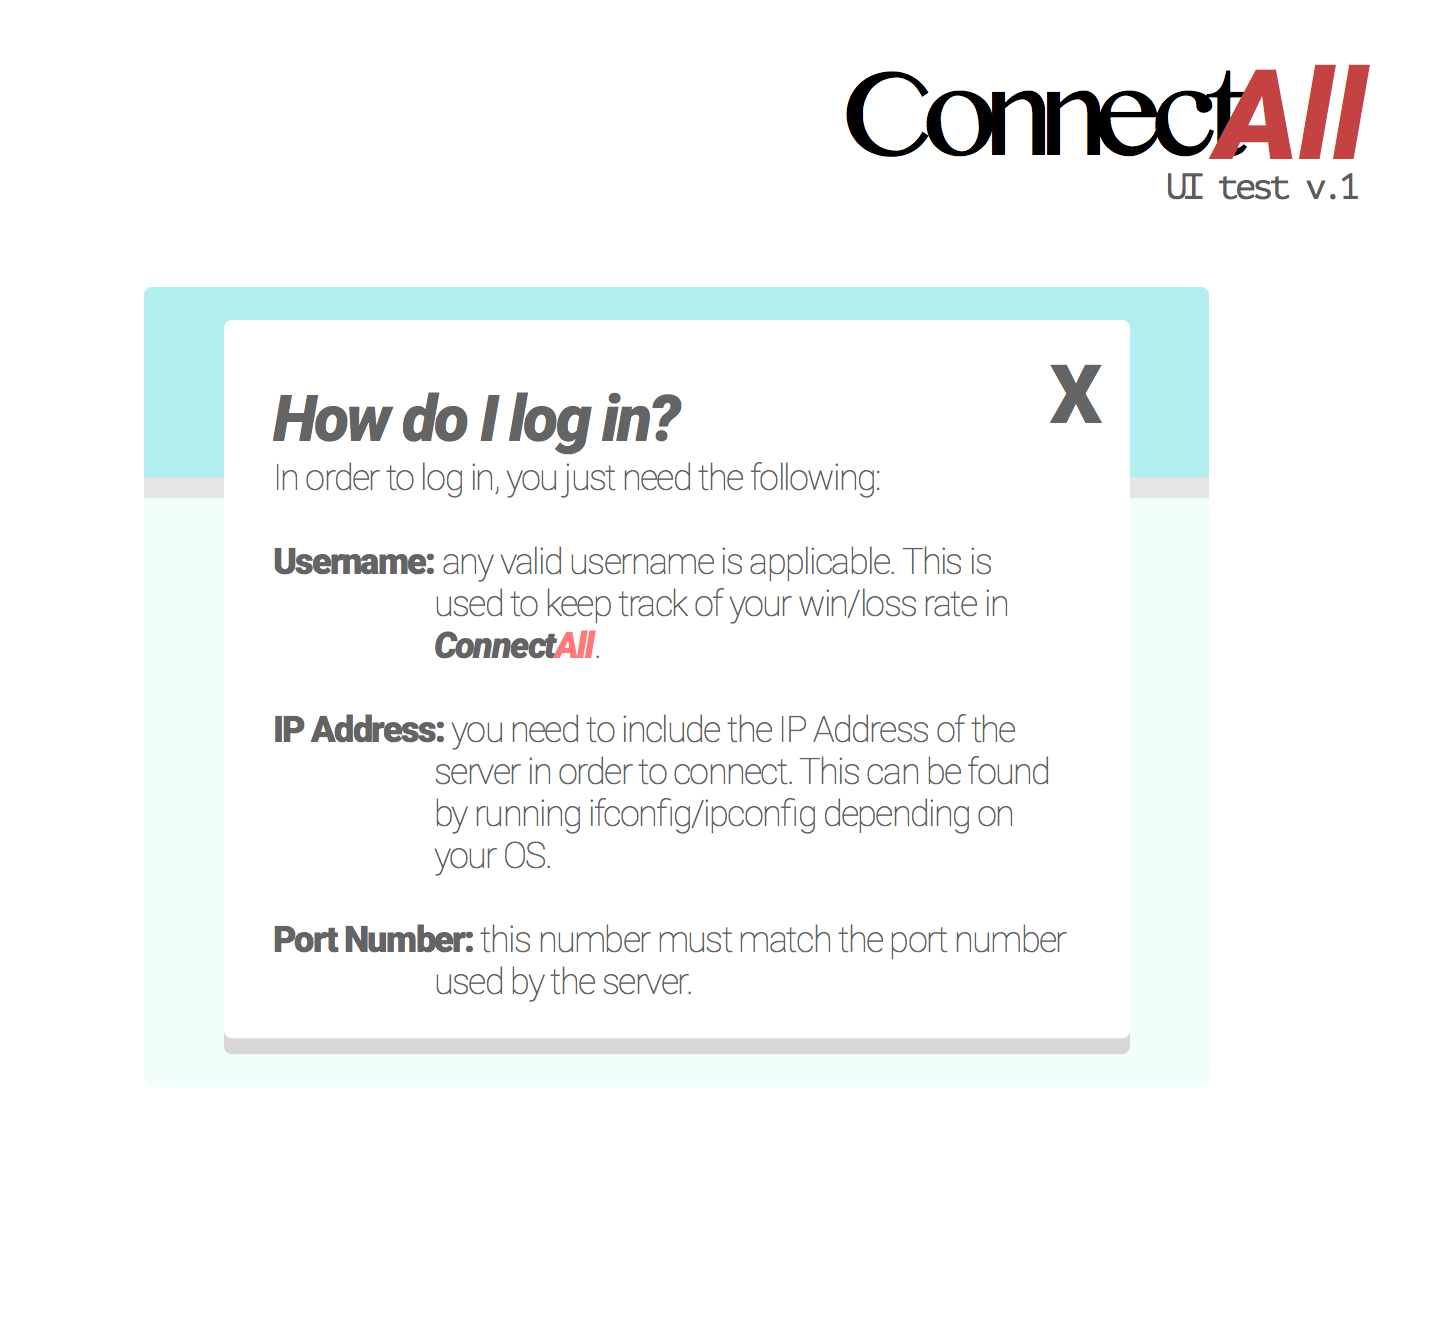 ConnectAll
UI test v.1
X
How do I log in?
In order to log in, you just need the following:
Username: any valid username is applicable. This is
used to keep track of your win/loss rate in
ConnectAll.
IP Address: you need to include the IP Address of the
server in order to connect. This can be found
by running ifconfig/ipconfig depending on
your OS.
Port Number: this number must match the port number
used by the server.